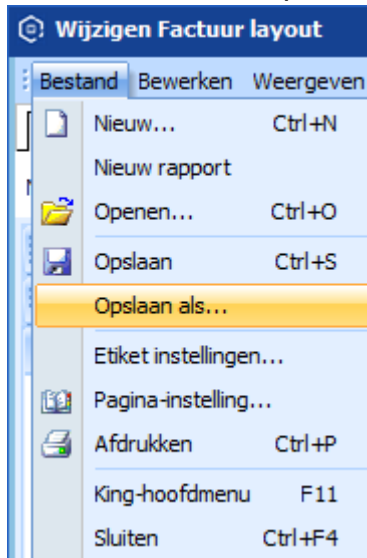 Wijzigen Factuur layout
Bestand Bewerken Weergeven
Nieuw... Ctrl+N
Nieuw rapport
Openen... Ctrl+O
Opslaan Ctrl+S
Opslaan als...
Etiket instellingen...
Pagina-instelling...
Afdrukken Ctrl+P
King-hoofdmenu F11
Sluiten Ctrl+F4